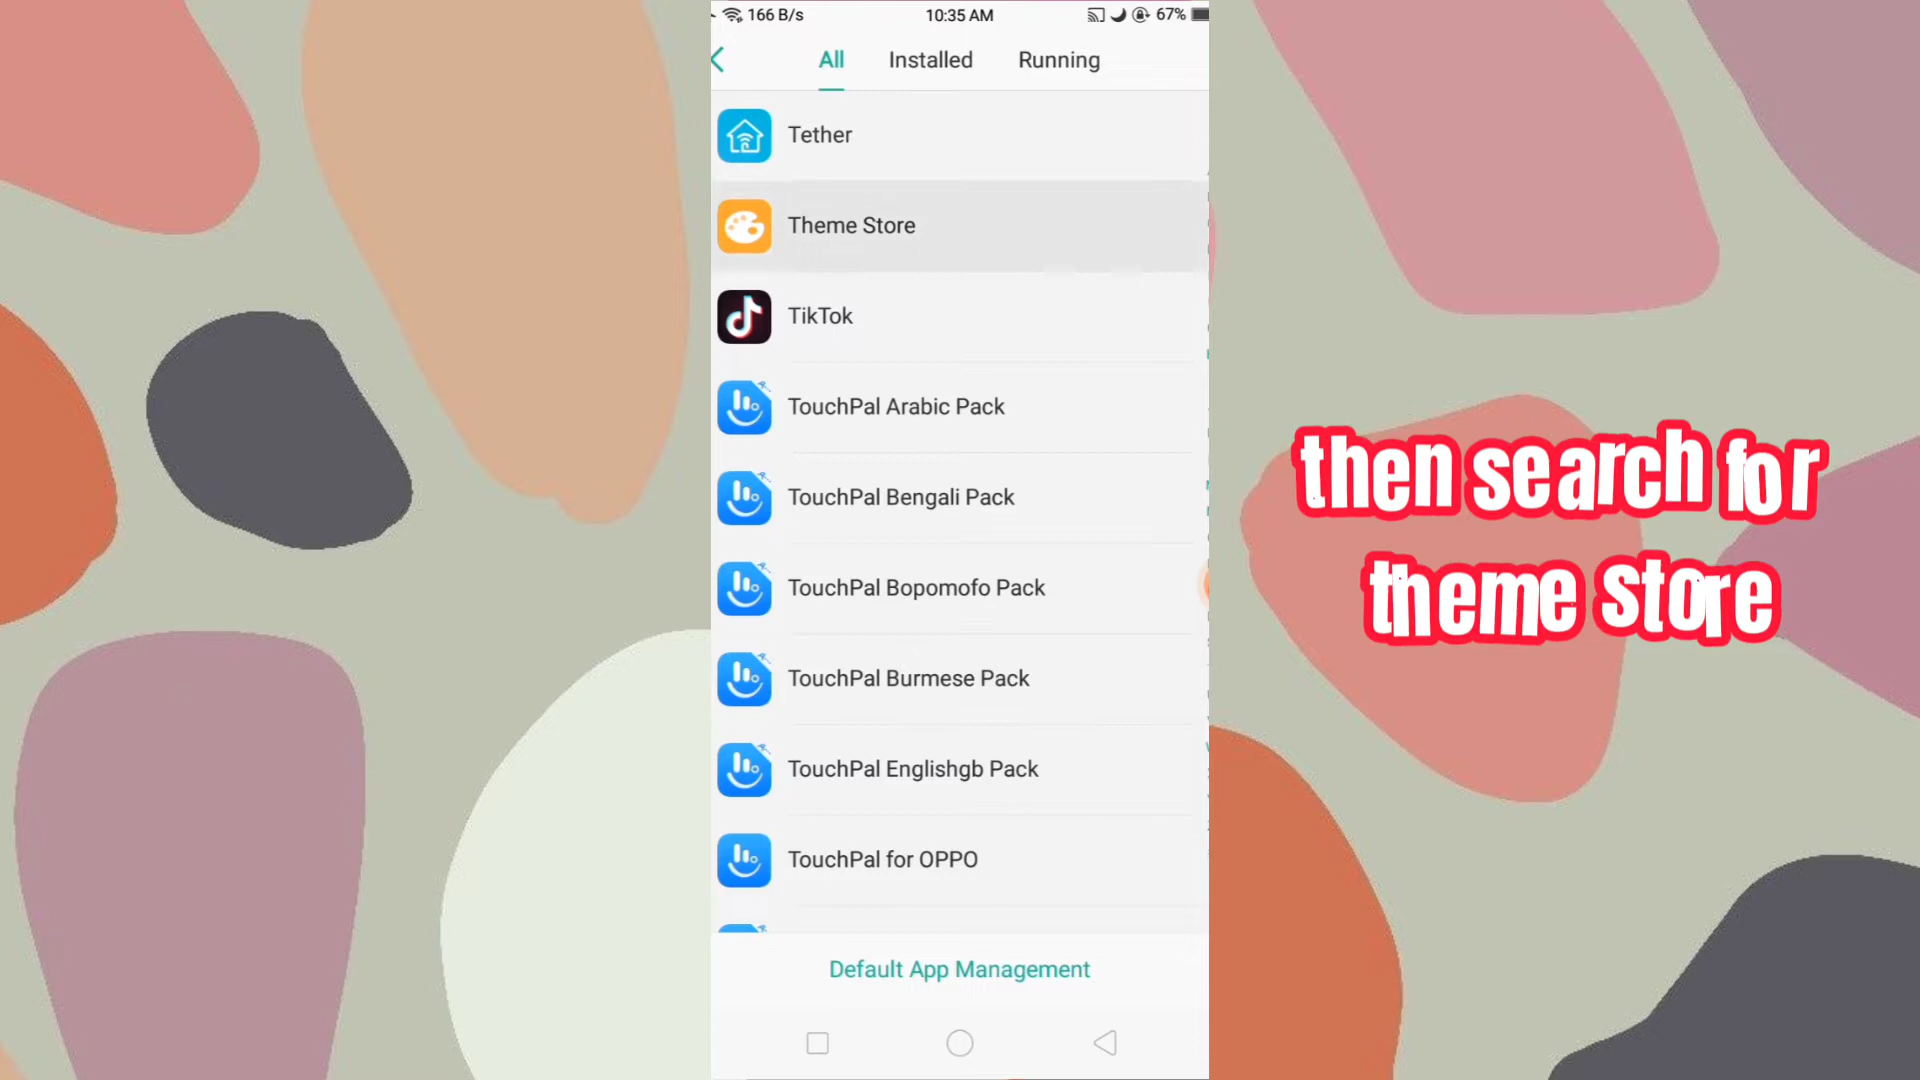 166 B/s 10:35 AM 67%
All Installed Running
Tether
Theme Store
TikTok
TouchPal Arabic Pack
TouchPal Bengali Pack
TouchPal Bopomofo Pack
TouchPal Burmese Pack
TouchPal Englishgb Pack
TouchPal for OPPO
Default App Management
then search for
theme store